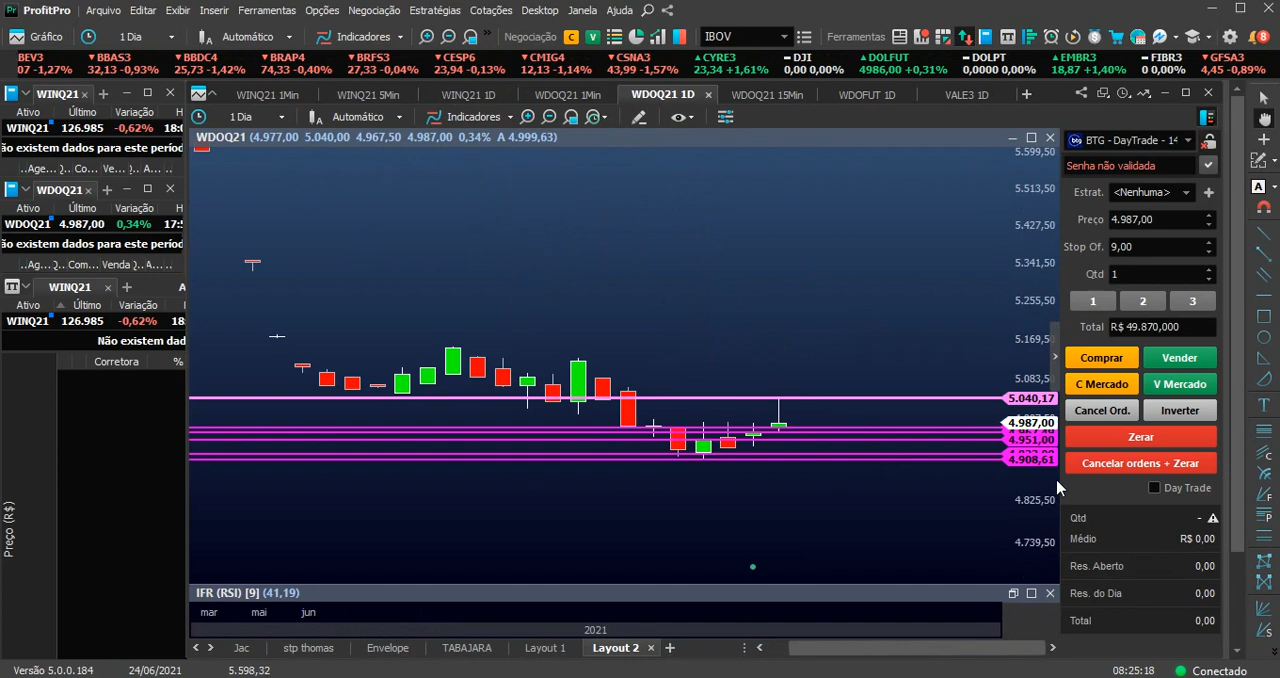 ProfitPro Arquivo Editar Exibir Inserir Ferramentas Opções Negociação Estratégias Cotações Desktop Janela Ajuda
Gráfico 1 Dia Automático Indicadores Negociação C V IBOV Ferramentas
BEV3 BBAS3 BBDC4 BRAP4 BRFS3 CESP6 CMIG4 CSNA3 CYRE3 DJI DOLFUT DOLPT EMBR3 FIBR3 GFSA3
07 -1,27% 32,13 -0,93% 25,73 -1,42% 74,33 -0,40% 27,33 -0,04% 23,94 -0,13% 12,13 -1,14% 43,99 -1,57% 23,34 +1,61% 0,00 0,00% 4986,00 +0,31% 0,0000 0,00% 18,87 +1,40% 0 0,00% 4,45 -0,89%
WINQ21
Ativo Último Variação H
WINQ21 126.985 -0,62% 18:0
ão existem dados para este períod
..Age... Q.. Co... Ve... A...
WDOQ21
Ativo Último Variação H
WDOQ21 4.987,00 0,34% 17:5
ão existem dados para este períod
..Ag... Q.. Com... Venda Q.. A...
TT WINQ21 A
Ativo Último Variação
WINQ21 126.985 -0,62% 18:
Não existem dad
Corretora %
Preço (R$)
WINQ21 1Min WINQ21 5Min WINQ21 1D WDOQ21 1Min WDOQ21 1D WDOQ21 15Min WDOFUT 1D VALE3 1D
1 Dia Automático Indicadores
WDOQ21 (4.977,00 5.040,00 4.967,50 4.987,00 0,34% A 4.999,63)
5.599,50
5.513,50
5.427,50
5.341,50
5.255,50
5.169,50
5.083,50
5.040,17
4.987,00
4.951,00
4.908,61
4.825,50
4.739,50
IFR (RSI) [9] (41,19)
mar mai jun
2021
Jac stp thomas Envelope TABAJARA Layout 1 Layout 2
BTG - DayTrade - 14
Senha não validada
Estrat. <Nenhuma>
Preço 4.987,00
Stop Of. 9,00
Qtd 1
1 2 3
Total R$ 49.870,000
Comprar Vender
C Mercado V Mercado
Cancel Ord. Inverter
Zerar
Cancelar ordens + Zerar
Day Trade
Qtd -
Médio R$ 0,00
Res. Aberto 0,00
Res. do Dia 0,00
Total 0,00
Versão 5.0.0.184 24/06/2021 5.598,32 08:25:18 Conectado